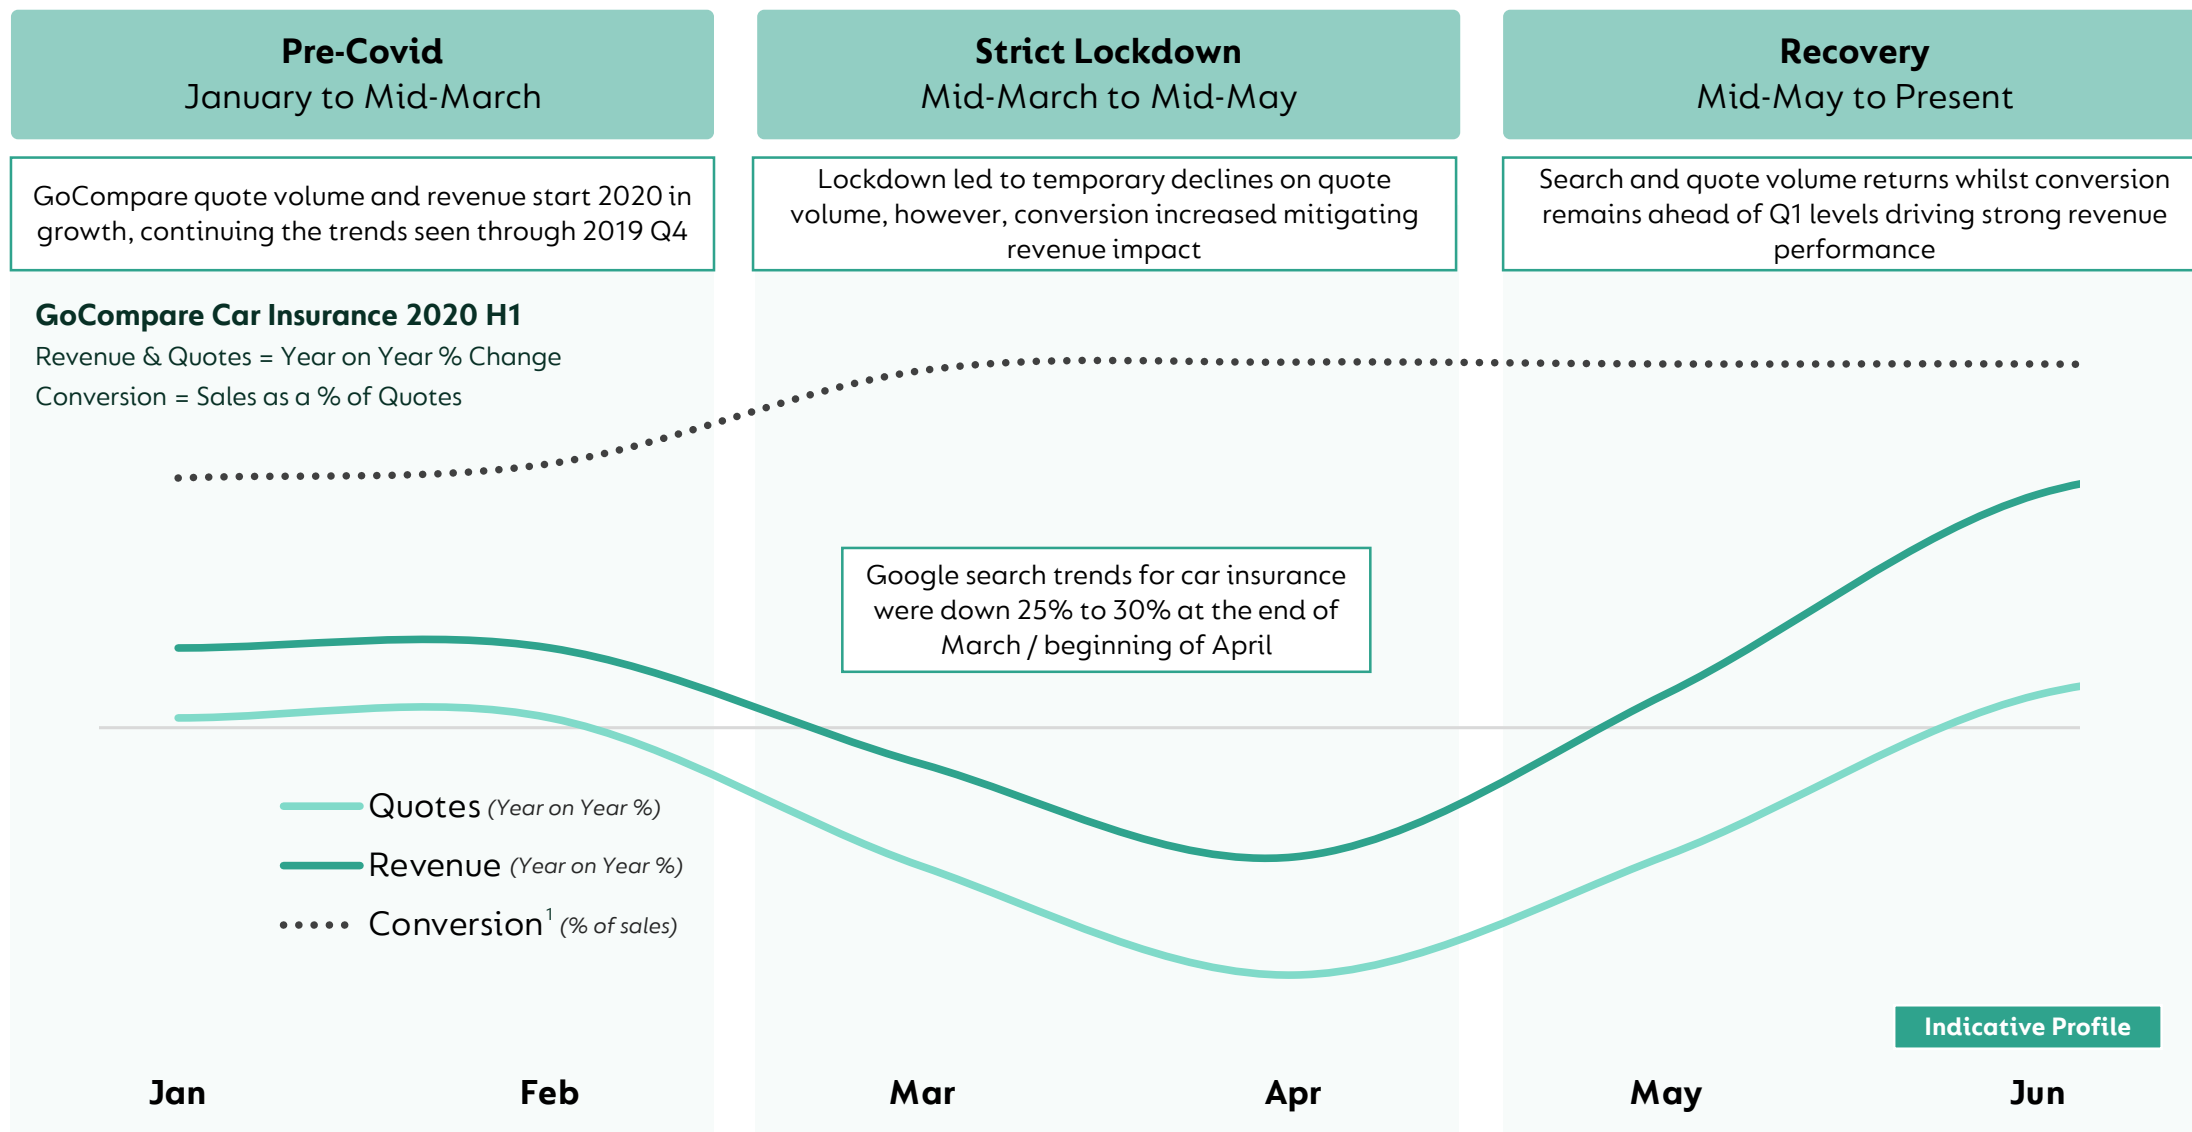 Pre-Covid
January to Mid-March
Strict Lockdown
Mid-March to Mid-May
Recovery
Mid-May to Present
GoCompare quote volume and revenue start 2020 in
growth, continuing the trends seen through 2019 Q4
Lockdown led to temporary declines on quote
volume, however, conversion increased mitigating
revenue impact
Search and quote volume returns whilst conversion
remains ahead of Q1 levels driving strong revenue
performance
GoCompare Car Insurance 2020 H1
Revenue & Quotes = Year on Year % Change
Conversion = Sales as a % of Quotes
Google search trends for car insurance
were down 25% to 30% at the end of
March / beginning of April
Quotes (Year on Year %)
Revenue (Year on Year %)
Conversion¹ (% of sales)
Indicative Profile
Jan Feb Mar Apr May Jun